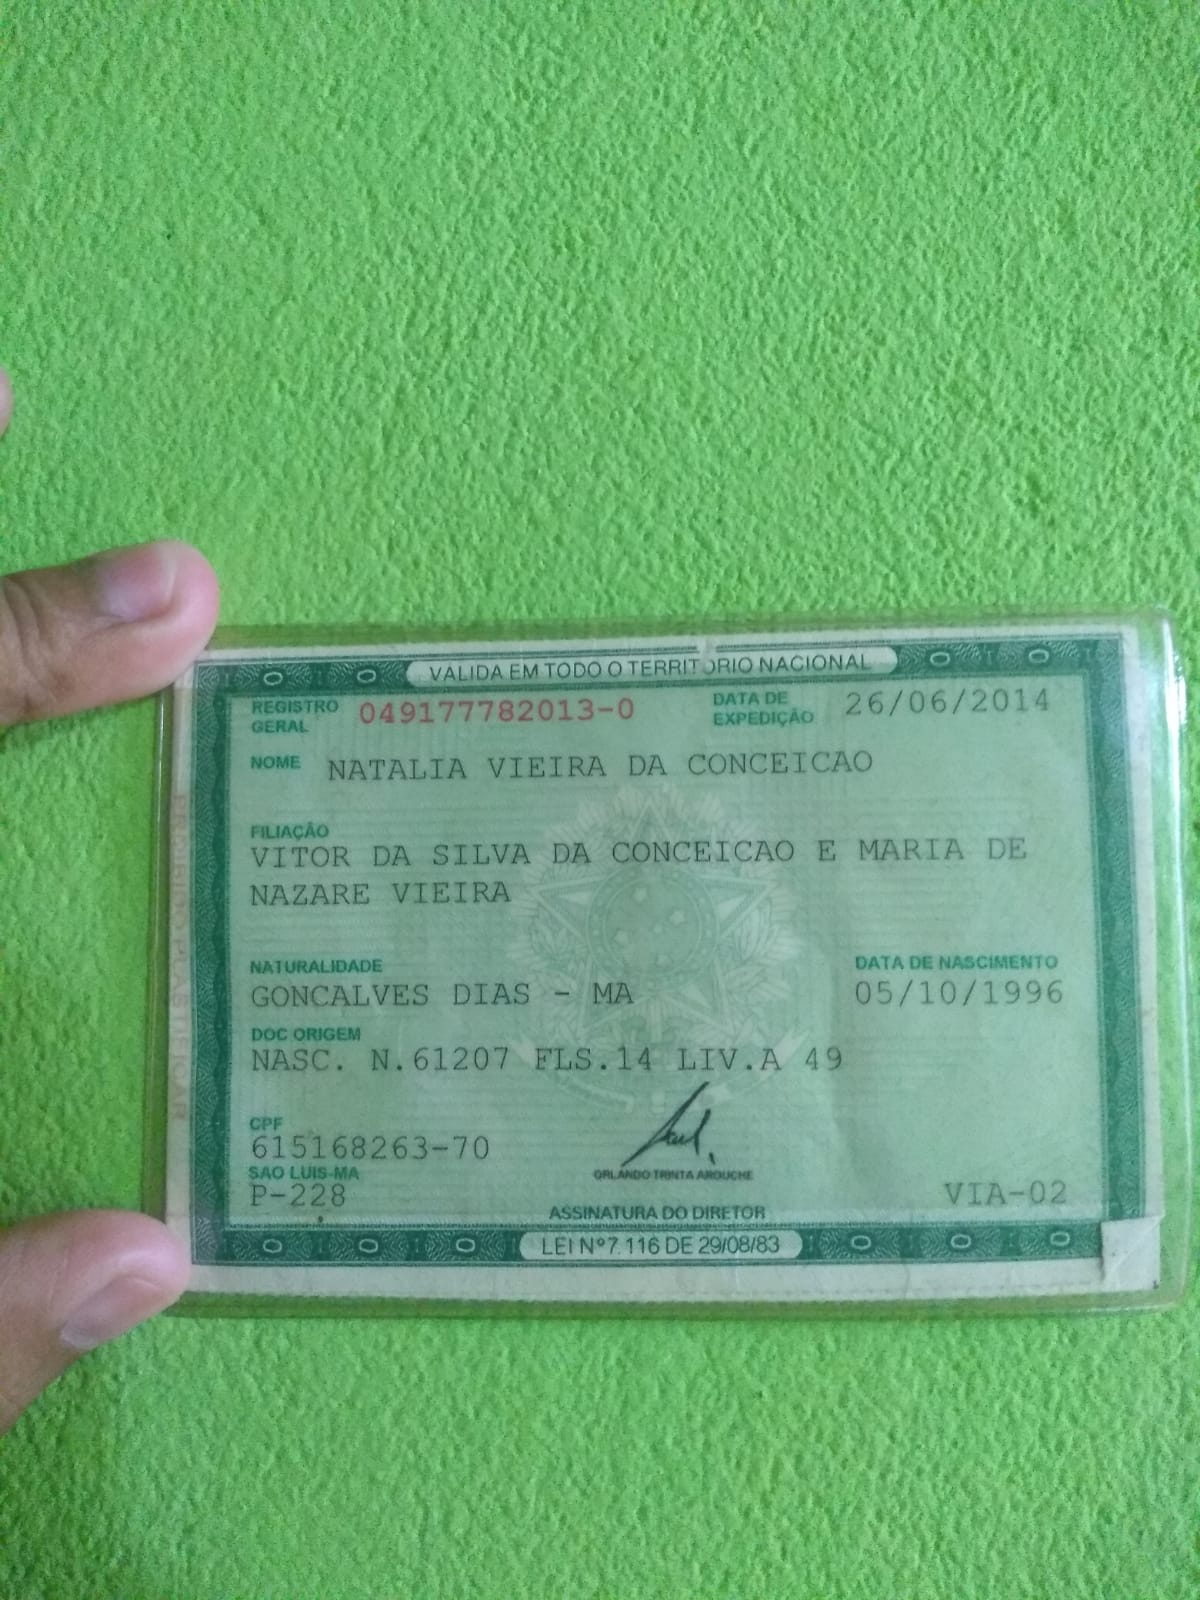 VALIDA EM TODO O TERRITORIO NACIONAL
REGISTRO GERAL 049177782013-0 DATA DE EXPEDIÇÃO 26/06/2014
NOME NATALIA VIEIRA DA CONCEICAO
FILIAÇÃO
VITOR DA SILVA DA CONCEICAO E MARIA DE
NAZARE VIEIRA
NATURALIDADE DATA DE NASCIMENTO
GONCALVES DIAS - MA 05/10/1996
DOC ORIGEM
NASC. N.61207 FLS.14 LIV.A 49
CPF
615168263-70
SAO LUIS-MA ORLANDO TRINTA AROUCHE
P-228 VIA-02
ASSINATURA DO DIRETOR
LEI Nº 7.116 DE 29/08/83